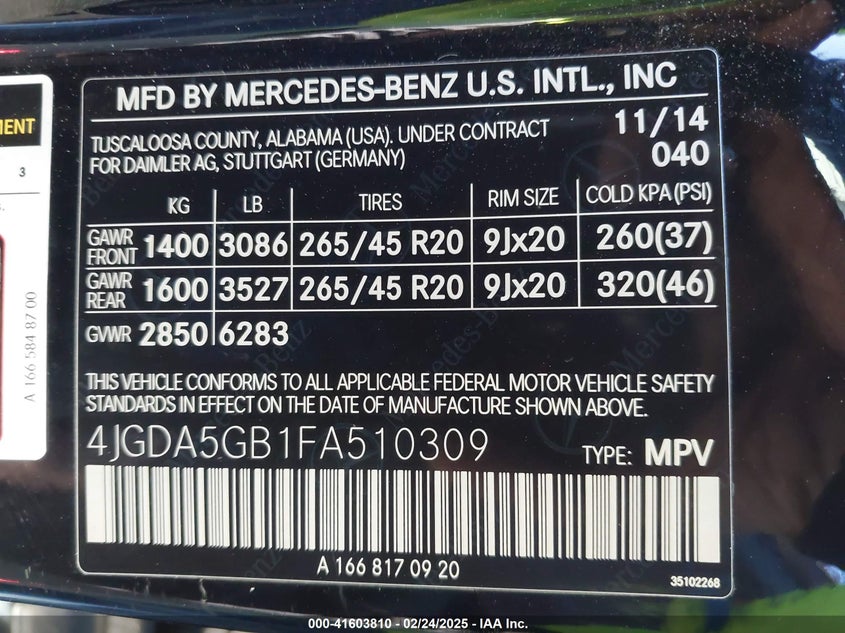 MFD BY MERCEDES-BENZ U.S. INTL., INC
TUSCALOOSA COUNTY, ALABAMA (USA). UNDER CONTRACT 11/14
FOR DAIMLER AG, STUTTGART (GERMANY) 040
KG LB TIRES RIM SIZE COLD KPA(PSI)
GAWR FRONT 1400 3086 265/45 R20 9Jx20 260(37)
GAWR REAR 1600 3527 265/45 R20 9Jx20 320(46)
GVWR 2850 6283
THIS VEHICLE CONFORMS TO ALL APPLICABLE FEDERAL MOTOR VEHICLE SAFETY
STANDARDS IN EFFECT ON THE DATE OF MANUFACTURE SHOWN ABOVE.
4JGDA5GB1FA510309 TYPE: MPV
A 166 817 09 20
35102268
MENT
3
A 166 584 87 00
000-41603810 - 02/24/2025 - IAA Inc.